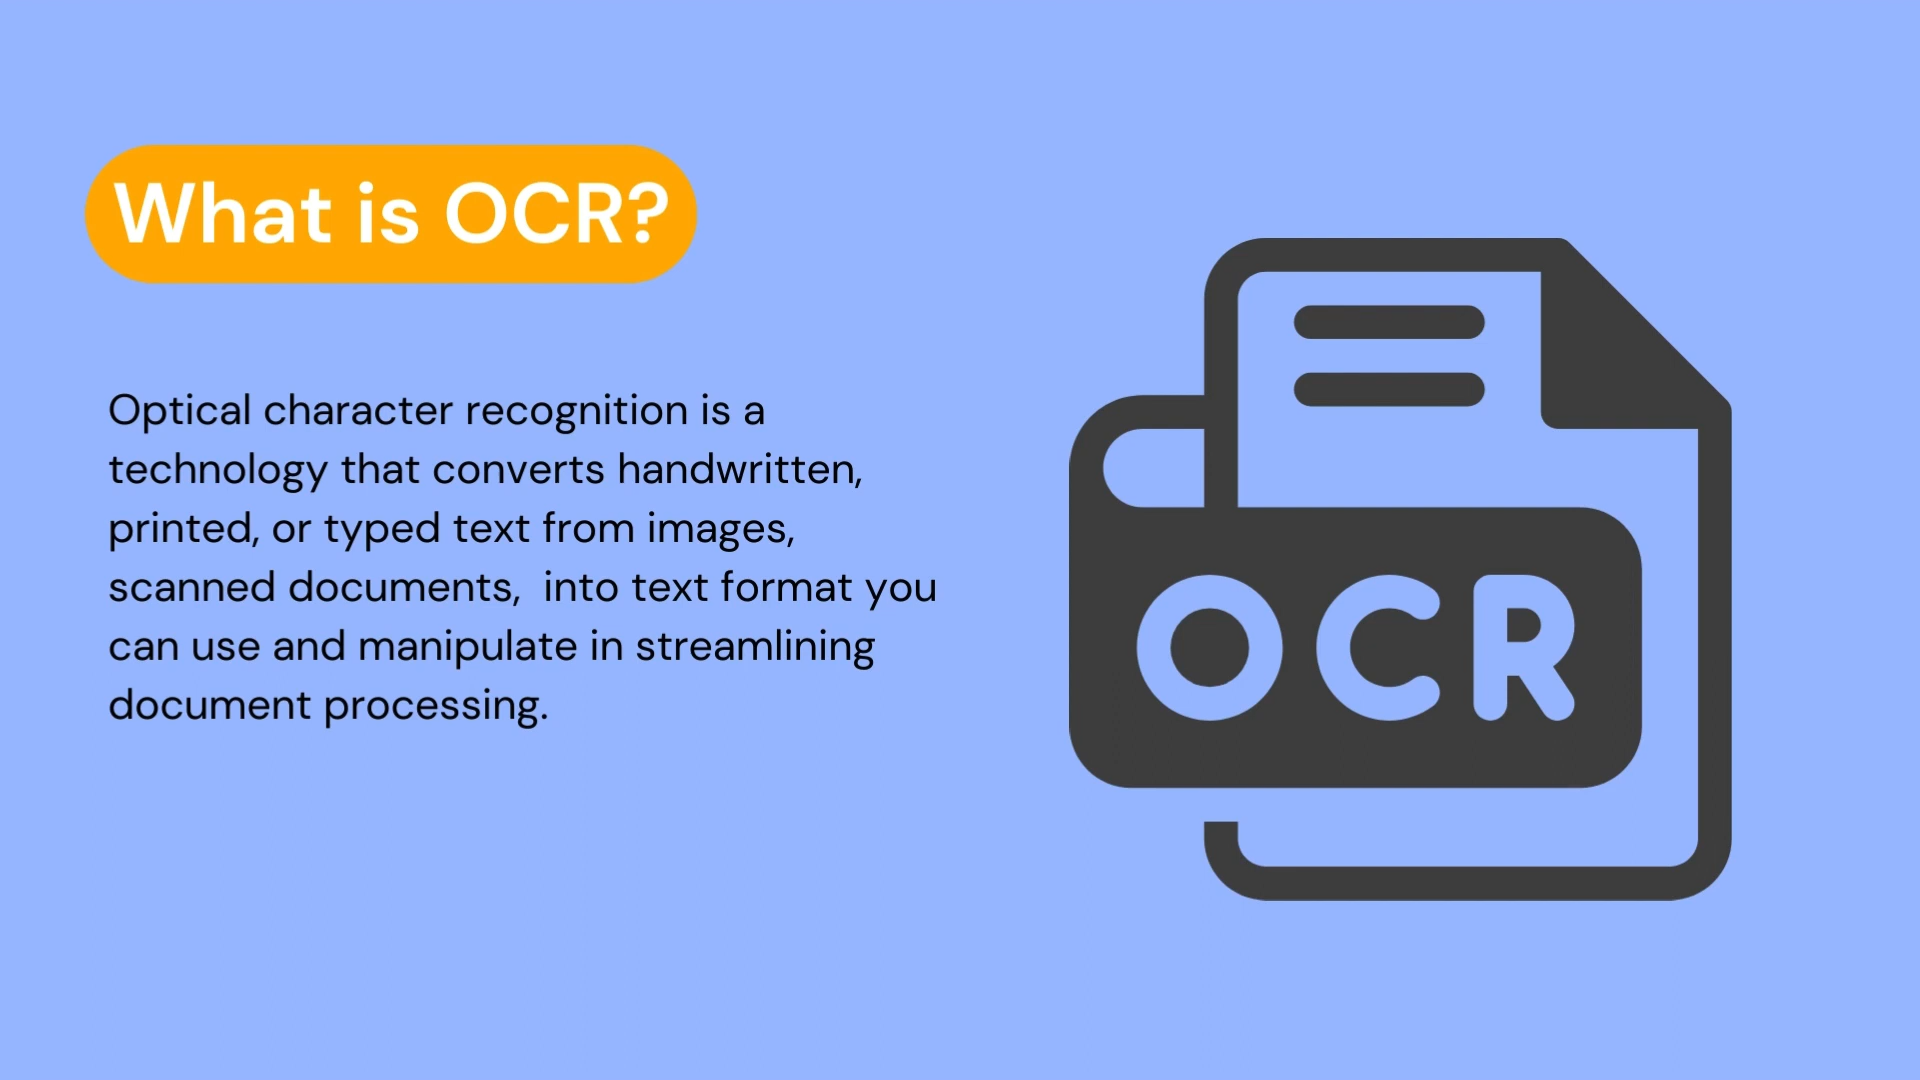 What is OCR?
Optical character recognition is a
technology that converts handwritten,
printed, or typed text from images,
scanned documents,  into text format you
can use and manipulate in streamlining
document processing.
OCR